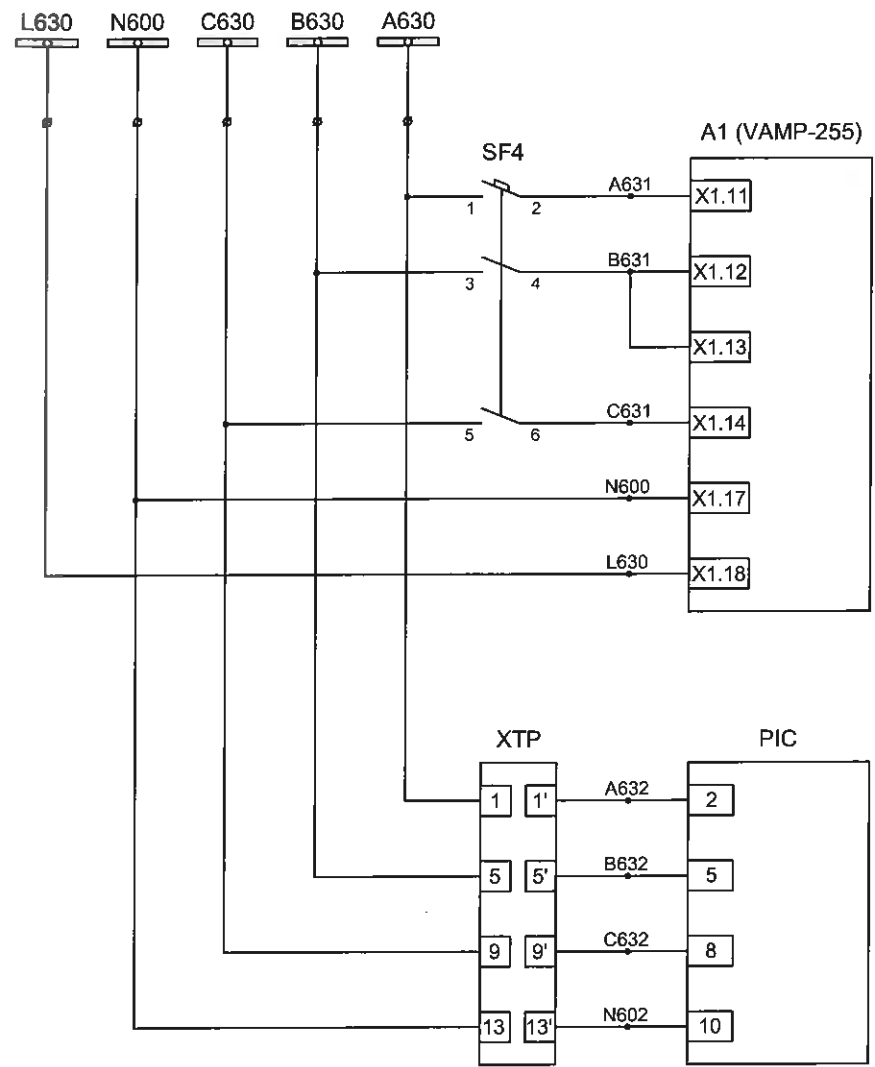 L630 N600 C630 B630 A630
A1 (VAMP-255)
SF4
A631
1 2 X1.11
B631
3 4 X1.12
X1.13
C631
5 6 X1.14
N600
X1.17
L630
X1.18
XTP PIC
A632
1 1' 2
B632
5 5' 5
C632
9 9' 8
N602
13 13' 10